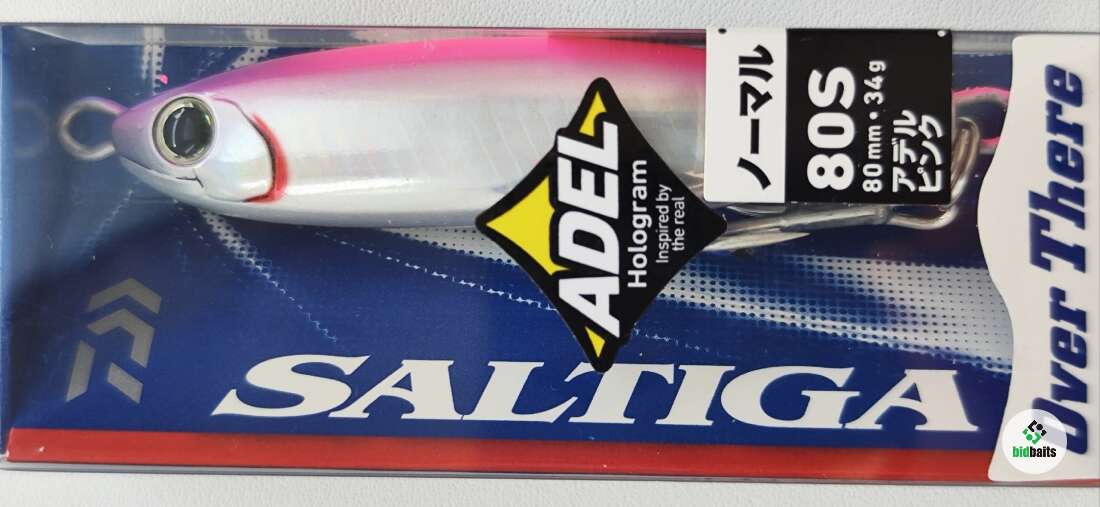 ノーマル
80S
80mm・34g
アデル
ピンク
ADEL
Hologram
Inspired by
the real
SALTIGA
Over There
bidbaits